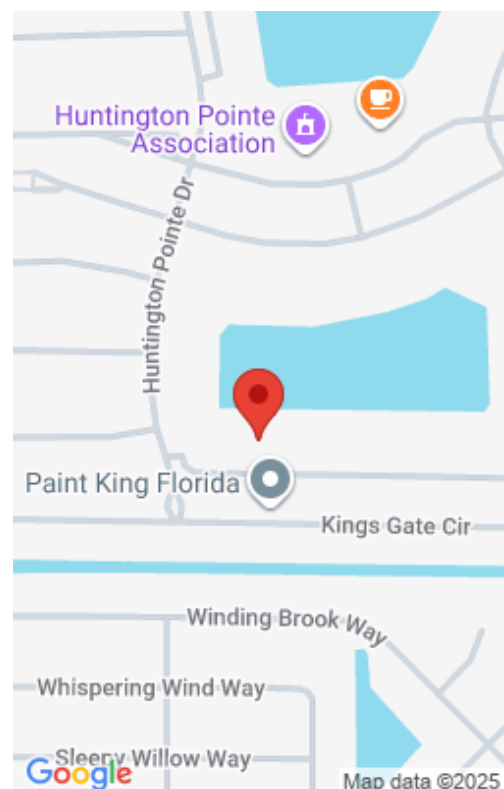 Huntington Pointe
Association
Huntington Pointe Dr
Paint King Florida
Kings Gate Cir
Winding Brook Way
Whispering Wind Way
Sleepy Willow Way
Google
Map data ©2025